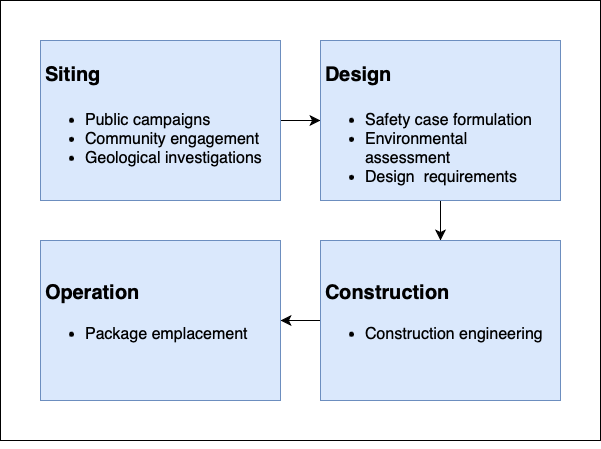 Siting
• Public campaigns
• Community engagement
• Geological investigations
Design
• Safety case formulation
• Environmental
assessment
• Design  requirements
Construction
• Construction engineering
Operation
• Package emplacement